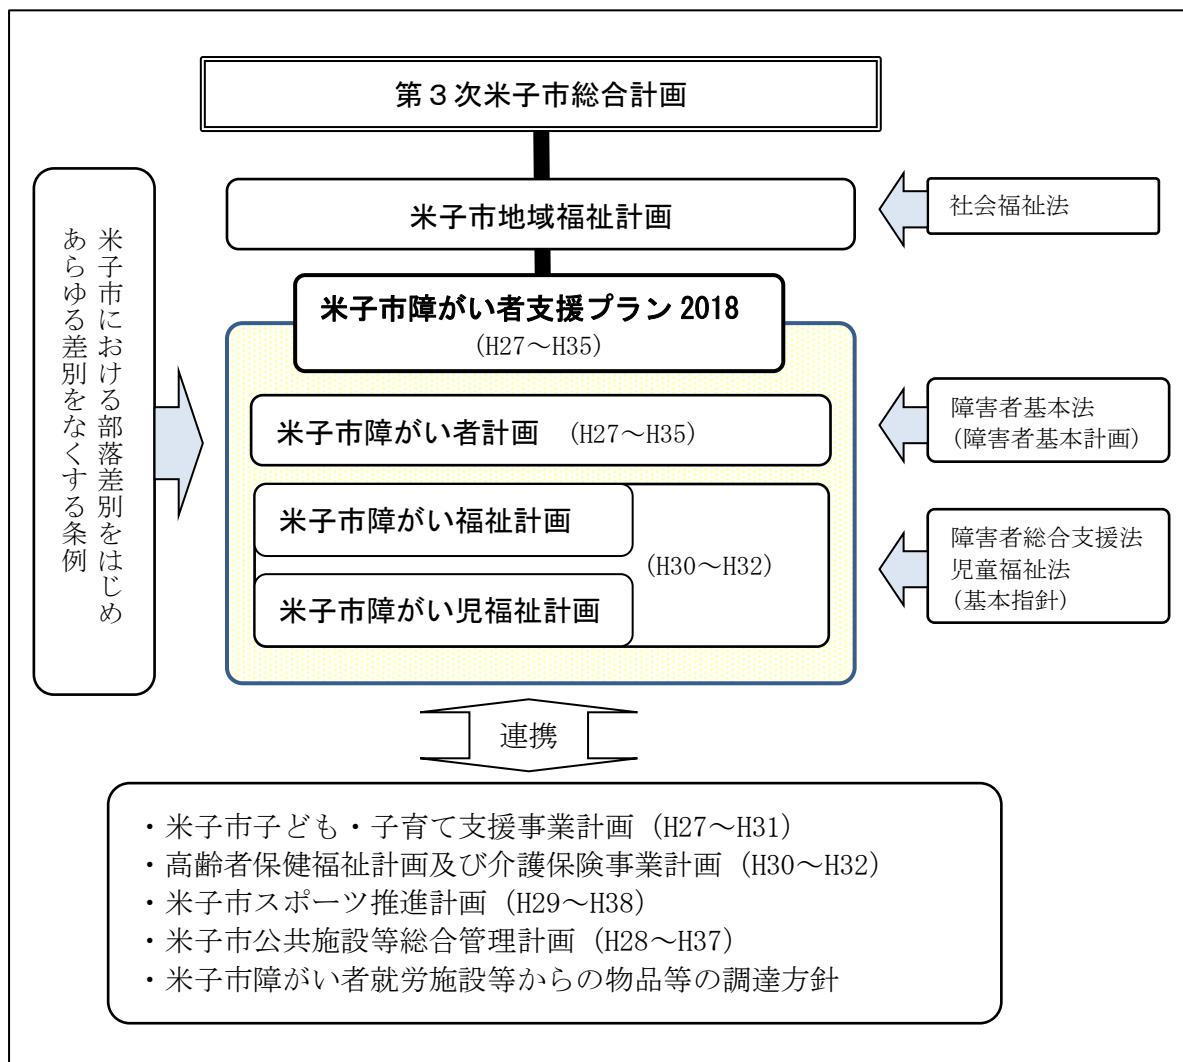 第３次米子市総合計画
米子市地域福祉計画
社会福祉法
米子市における部落差別をはじめ
あらゆる差別をなくする条例
米子市障がい者支援プラン 2018
(H27～H35)
米子市障がい者計画 (H27～H35)
障害者基本法
(障害者基本計画)
米子市障がい福祉計画
(H30～H32)
米子市障がい児福祉計画
障害者総合支援法
児童福祉法
(基本指針)
連携
・米子市子ども・子育て支援事業計画 (H27～H31)
・高齢者保健福祉計画及び介護保険事業計画 (H30～H32)
・米子市スポーツ推進計画 (H29～H38)
・米子市公共施設等総合管理計画 (H28～H37)
・米子市障がい者就労施設等からの物品等の調達方針